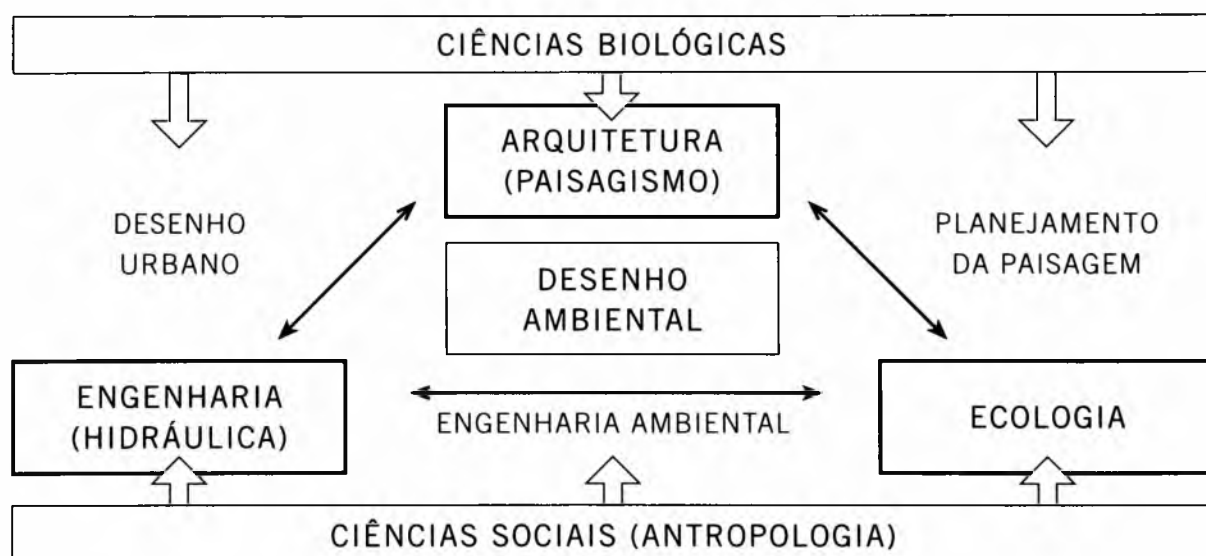 CIÊNCIAS BIOLÓGICAS
ARQUITETURA
(PAISAGISMO)
DESENHO
URBANO
PLANEJAMENTO
DA PAISAGEM
DESENHO
AMBIENTAL
ENGENHARIA
(HIDRÁULICA)
ENGENHARIA AMBIENTAL
ECOLOGIA
CIÊNCIAS SOCIAIS (ANTROPOLOGIA)